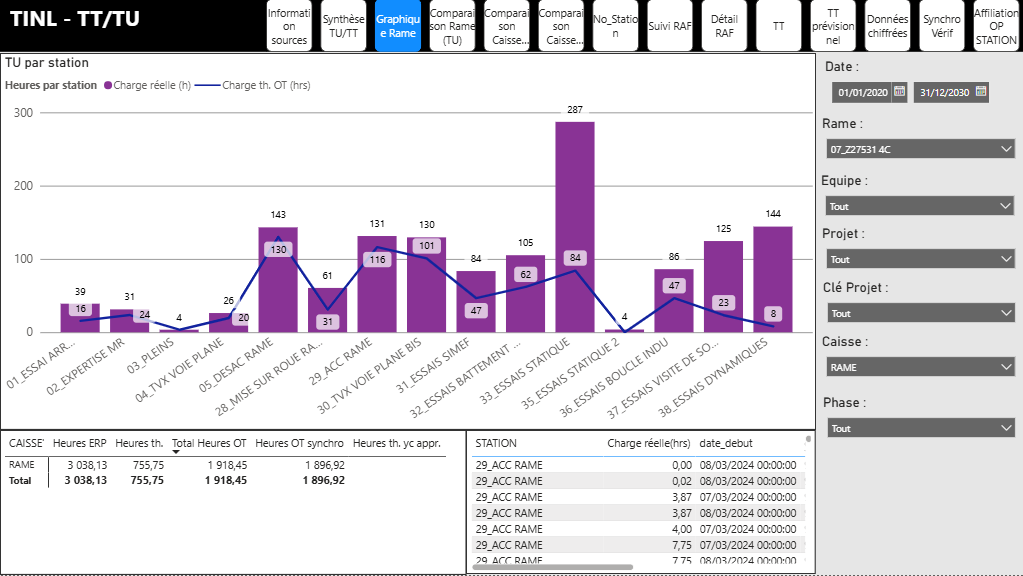 TINL - TT/TU
Informati
on
sources
Synthèse
TU/TT
Graphiqu
e Rame
Comparai
son Rame
(TU)
Comparai
son
Caisse...
Comparai
son
Caisse...
No_Statio
n
Suivi RAF
Détail
RAF
TT
TT
prévision
nel
Données
chiffrées
Synchro
Vérif
Affiliation
OP
STATION
TU par station
Heures par station Charge réelle (h) Charge th. OT (hrs)
300
200
100
0
39
31
4
26
143
61
131
130
84
105
287
4
86
125
144
16
24
20
130
31
116
101
47
62
84
47
23
8
01_ESSAI ARR...
02_EXPERTISE MR
03_PLEINS
04_TVX VOIE PLANE
05_DESAC RAME
28_MISE SUR ROUE RA...
29_ACC RAME
30_TVX VOIE PLANE BIS
31_ESSAIS SIMEF
32_ESSAIS BATTEMENT ...
33_ESSAIS STATIQUE
35_ESSAIS STATIQUE 2
36_ESSAIS BOUCLE INDU
37_ESSAIS VISITE DE SO...
38_ESSAIS DYNAMIQUES
Date :
01/01/2020 31/12/2030
Rame :
07_Z27531 4C
Equipe :
Tout
Projet :
Tout
Clé Projet :
Tout
Caisse :
RAME
Phase :
Tout
CAISSE' Heures ERP Heures th. Total Heures OT Heures OT synchro Heures th. yc appr.
RAME 3 038,13 755,75 1 918,45 1 896,92
Total 3 038,13 755,75 1 918,45 1 896,92
STATION Charge réelle(hrs) date_debut
29_ACC RAME 0,00 08/03/2024 00:00:00
29_ACC RAME 0,02 08/03/2024 00:00:00
29_ACC RAME 3,87 07/03/2024 00:00:00
29_ACC RAME 3,87 08/03/2024 00:00:00
29_ACC RAME 4,00 07/03/2024 00:00:00
29_ACC RAME 7,75 07/03/2024 00:00:00
29_ACC RAME 7,75 08/03/2024 00:00:00